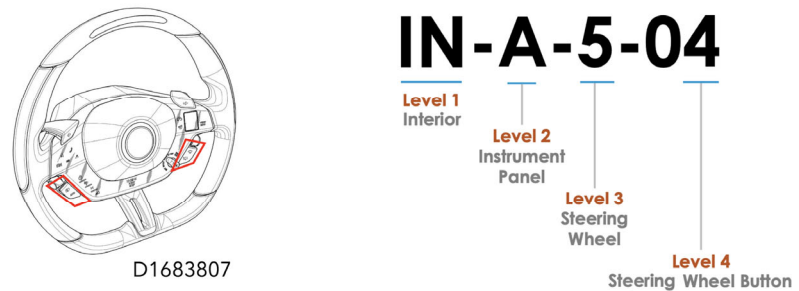 D1683807
IN-A-5-04
Level 1
Interior
Level 2
Instrument
Panel
Level 3
Steering
Wheel
Level 4
Steering Wheel Button